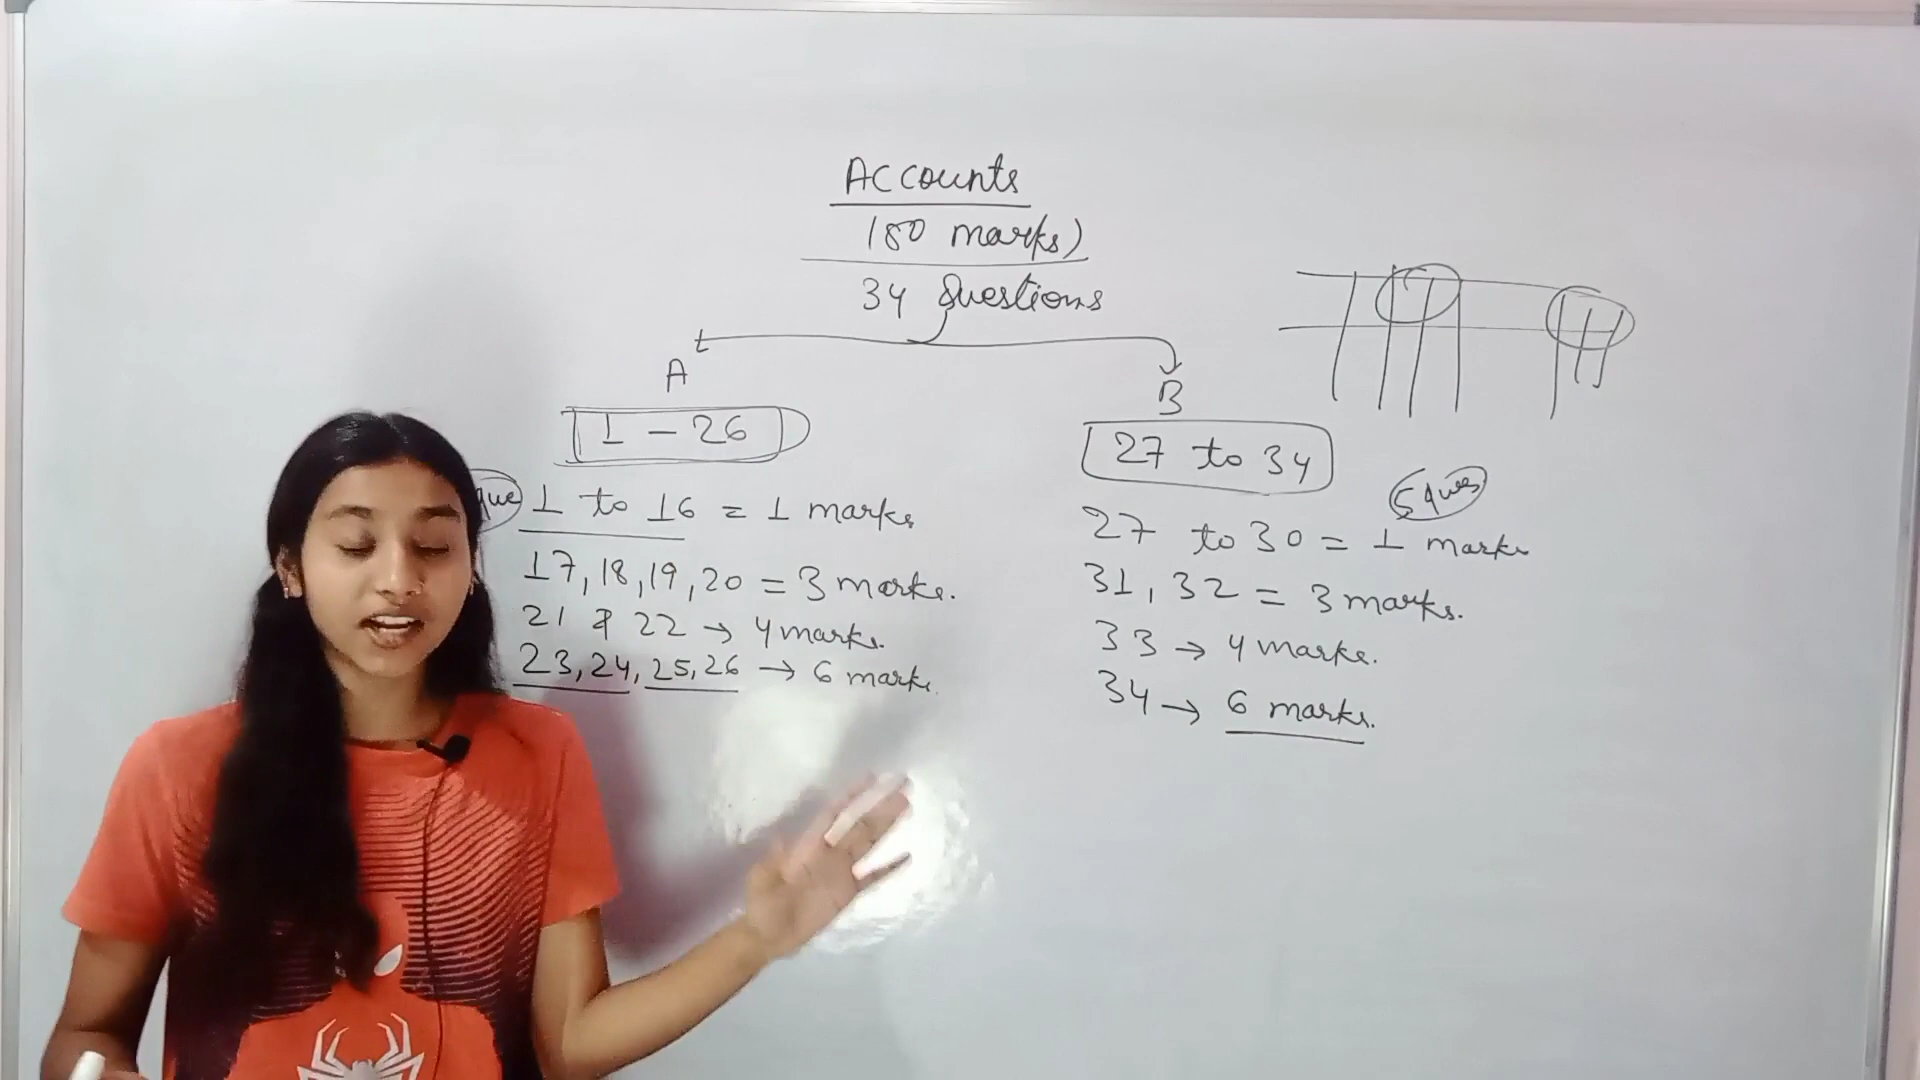 Accounts
(80 marks)
34 Questions
A
B
1 - 26
27 to 34
que
1 to 16 = 1 marks
17, 18, 19, 20 = 3 marks.
21 & 22 → 4 marks.
23, 24, 25, 26 → 6 marks.
5 ques
27 to 30 = 1 marks
31, 32 = 3 marks.
33 → 4 marks.
34 → 6 marks.